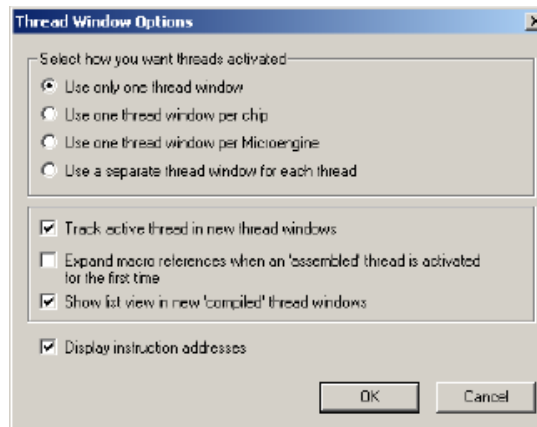 Thread Window Options
Select how you want threads activated
Use only one thread window
Use one thread window per chip
Use one thread window per Microengine
Use a separate thread window for each thread
Track active thread in new thread windows
Expand macro references when an 'assembled' thread is activated
for the first time
Show list view in new 'compiled' thread windows
Display instruction addresses
OK
Cancel